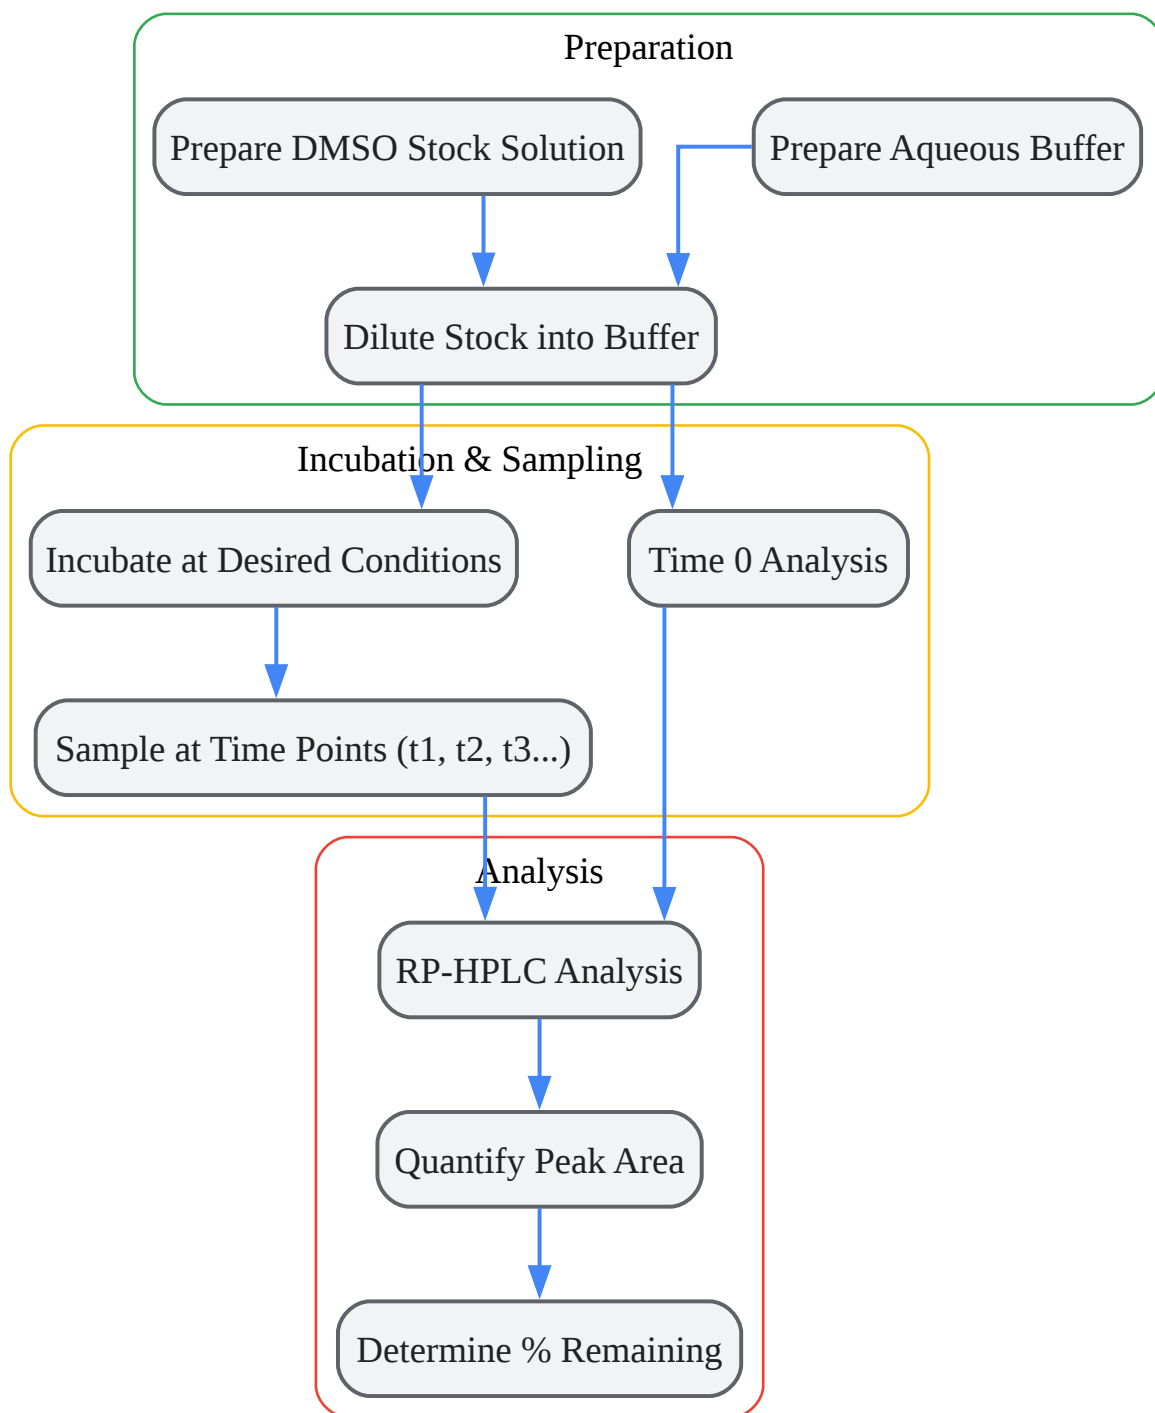 Preparation
Prepare DMSO Stock Solution
Prepare Aqueous Buffer
Dilute Stock into Buffer
Incubation & Sampling
Incubate at Desired Conditions
Time 0 Analysis
Sample at Time Points (t1, t2, t3...)
Analysis
RP-HPLC Analysis
Quantify Peak Area
Determine % Remaining